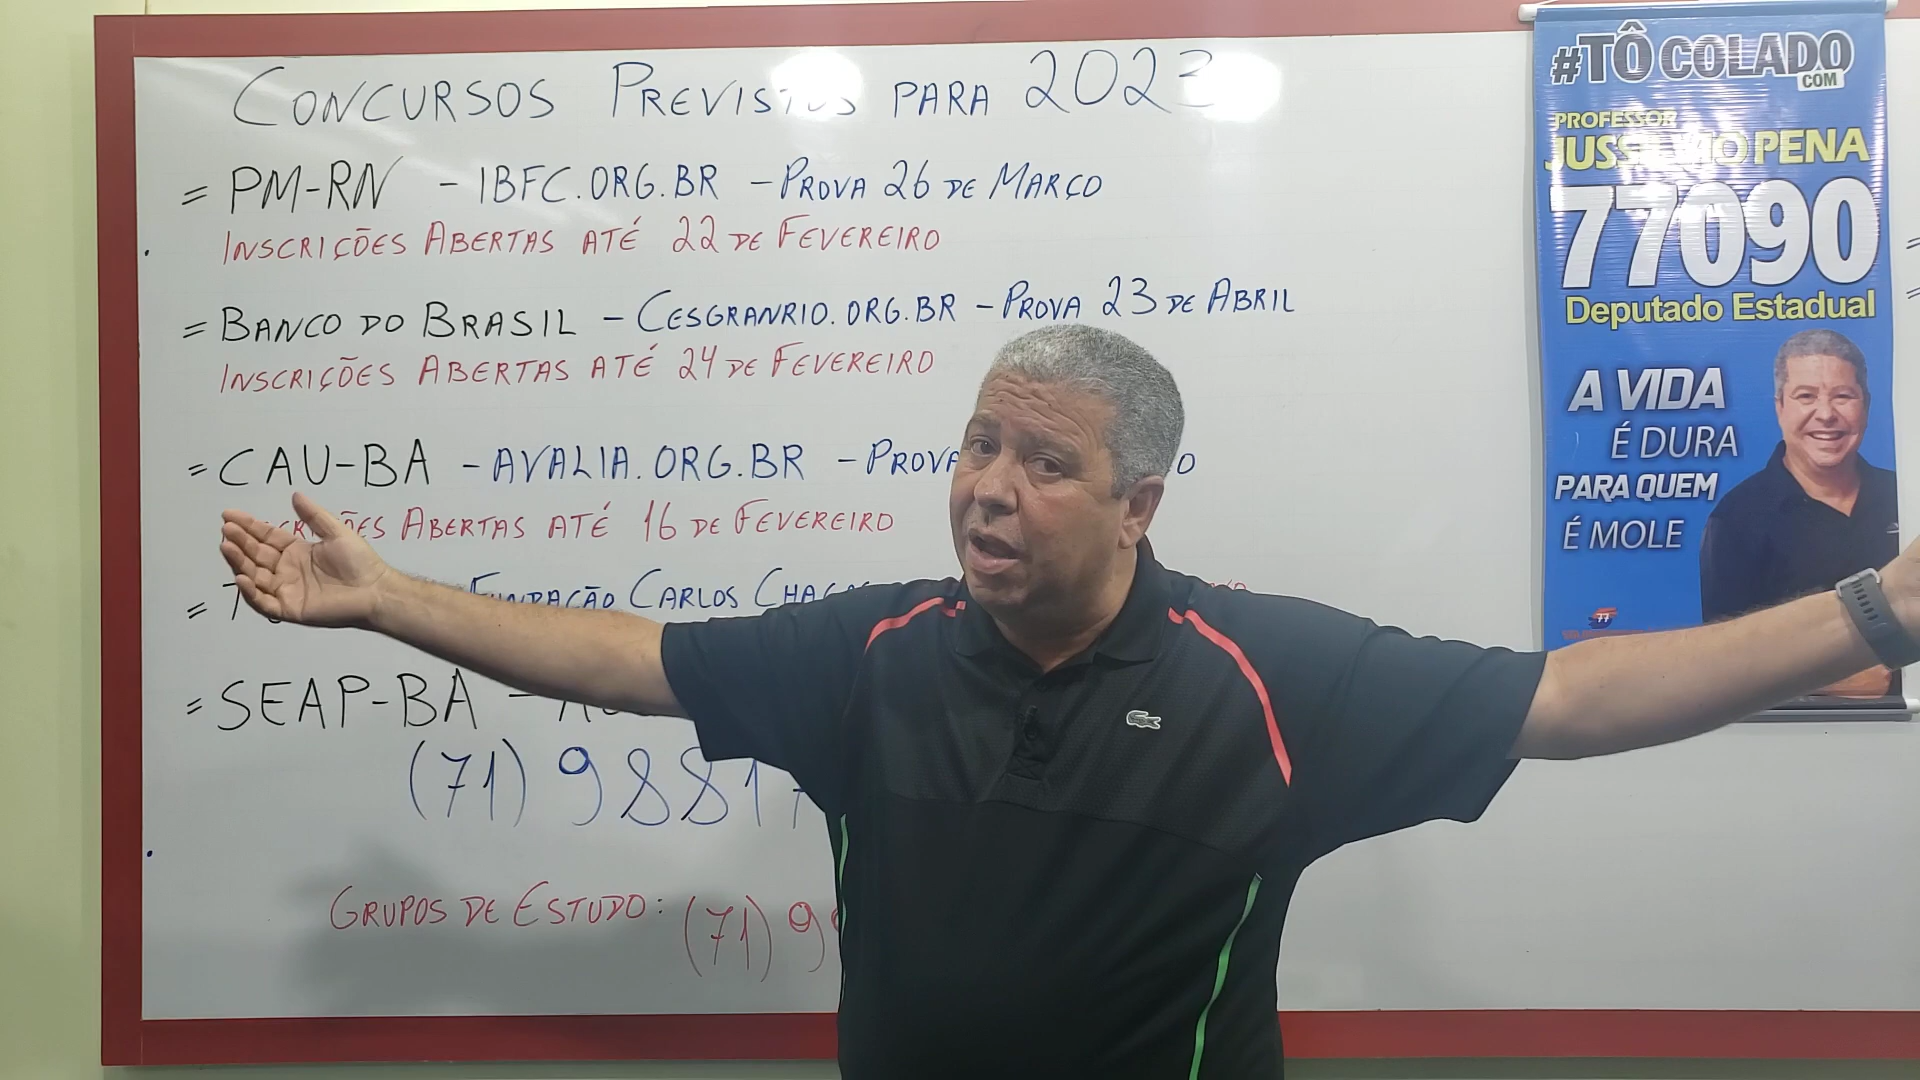 CONCURSOS PREVISTOS PARA 2023
= PM-RN - IBFC.ORG.BR - PROVA 26 DE MARÇO
INSCRIÇÕES ABERTAS ATÉ 22 DE FEVEREIRO
= BANCO DO BRASIL - CESGRANRIO.ORG.BR - PROVA 23 DE ABRIL
INSCRIÇÕES ABERTAS ATÉ 24 DE FEVEREIRO
= CAU-BA - AVALIA.ORG.BR - PROVA
ABERTAS ATÉ 16 DE FEVEREIRO
= FUNDAÇÃO CARLOS
= SEAP-BA -
(71) 98817
GRUPOS DE ESTUDO: (71) 9
#TÔ COLADO
.COM
PROFESSOR
PENA
77090
Deputado Estadual
A VIDA
É DURA
PARA QUEM
É MOLE
77